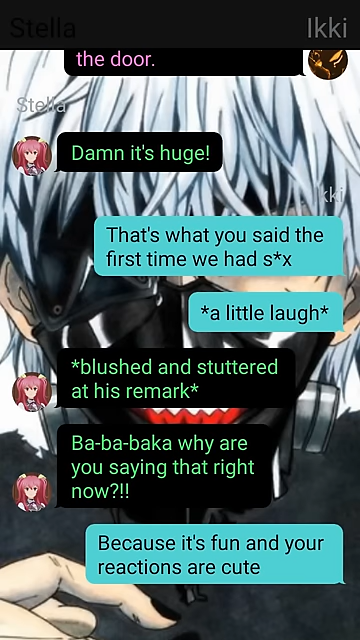 Stella Ikki
the door.
Stella
Damn it's huge!
kki
That's what you said the
first time we had s*x
*a little laugh*
*blushed and stuttered
at his remark*
Ba-ba-baka why are
you saying that right
now?!!
Because it's fun and your
reactions are cute